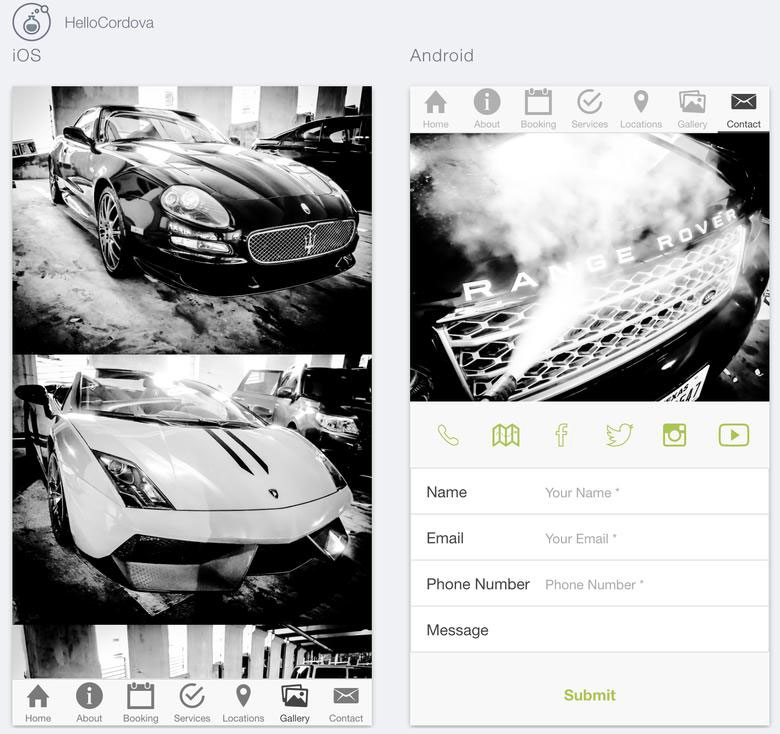 HelloCordova
iOS
Android
Home About Booking Services Locations Gallery Contact
RANGE ROVER
Name Your Name *
Email Your Email *
Phone Number Phone Number *
Message
Submit
Home About Booking Services Locations Gallery Contact